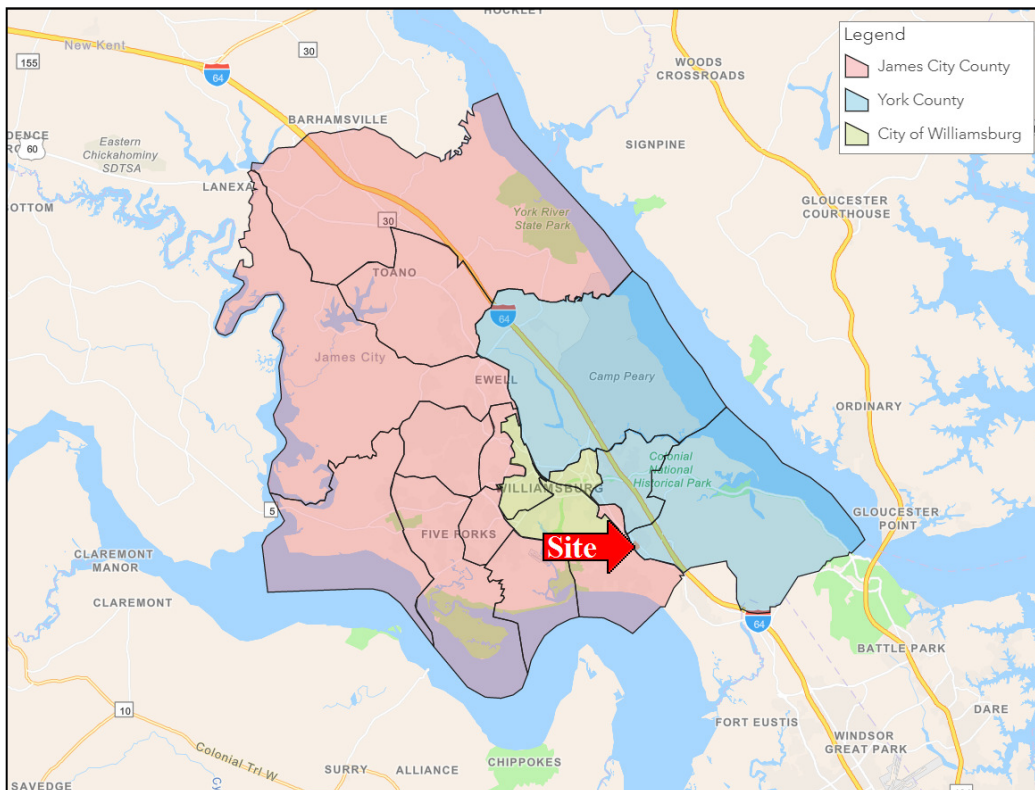 HOCKLEY
New Kent
30
155
64
WOODS
CROSSROADS
Legend
James City County
York County
City of Williamsburg
BARHAMSVILLE
60
Eastern
Chickahominy
SDTSA
SIGNPINE
LANEXA
GLOUCESTER
COURTHOUSE
York River
State Park
30
TOANO
64
James City
EWELL
Camp Peary
ORDINARY
Colonial
National
Historical Park
WILLIAMSBURG
5
GLOUCESTER
POINT
FIVE FORKS
Site
CLAREMONT
MANOR
CLAREMONT
64
BATTLE PARK
10
FORT EUSTIS
DARE
WINDSOR
GREAT PARK
Colonial Trl W
SURRY
ALLIANCE
CHIPPOKES
SAVEDGE